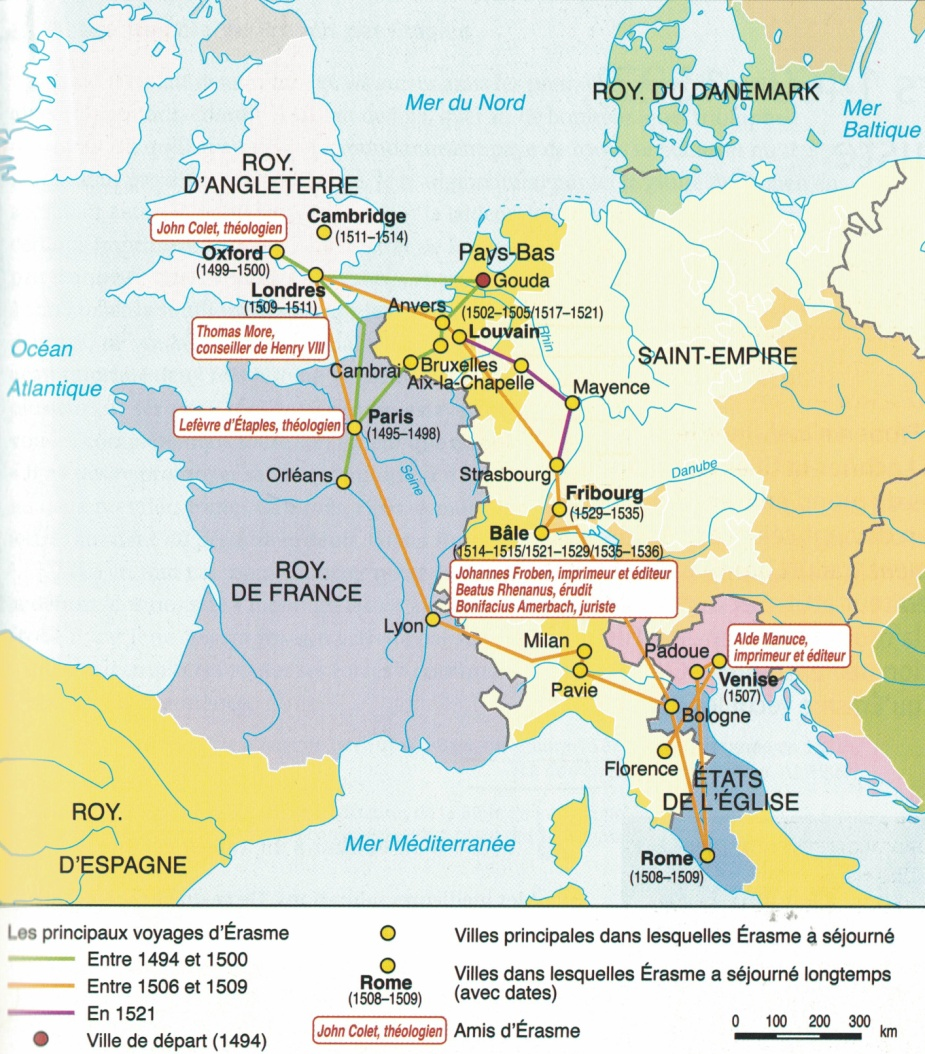 Mer du Nord
ROY. DU DANEMARK
Mer
Baltique
ROY.
D'ANGLETERRE
Cambridge
(1511–1514)
John Colet, théologien
Oxford
(1499–1500)
Pays-Bas
Gouda
Londres
(1509–1511)
Anvers
(1502–1505/1517–1521)
Louvain
Rhin
Thomas More,
conseiller de Henry VIII
Océan
Atlantique
SAINT-EMPIRE
Cambrai
Bruxelles
Aix-la-Chapelle
Mayence
Lefèvre d'Étaples, théologien
Paris
(1495–1498)
Orléans
Seine
Strasbourg
Danube
Fribourg
(1529–1535)
Bâle
(1514–1515/1521–1529/1535–1536)
Johannes Froben, imprimeur et éditeur
Beatus Rhenanus, érudit
Bonifacius Amerbach, juriste
ROY.
DE FRANCE
Lyon
Milan
Padoue
Alde Manuce,
imprimeur et éditeur
Pavie
Venise
(1507)
Bologne
Florence
ÉTATS
DE L'ÉGLISE
ROY.
D'ESPAGNE
Mer Méditerranée
Rome
(1508–1509)
Les principaux voyages d'Érasme
Entre 1494 et 1500
Entre 1506 et 1509
En 1521
Ville de départ (1494)
Villes principales dans lesquelles Érasme a séjourné
Rome
(1508–1509)
Villes dans lesquelles Érasme a séjourné longtemps
(avec dates)
John Colet, théologien
Amis d'Érasme
0 100 200 300 km